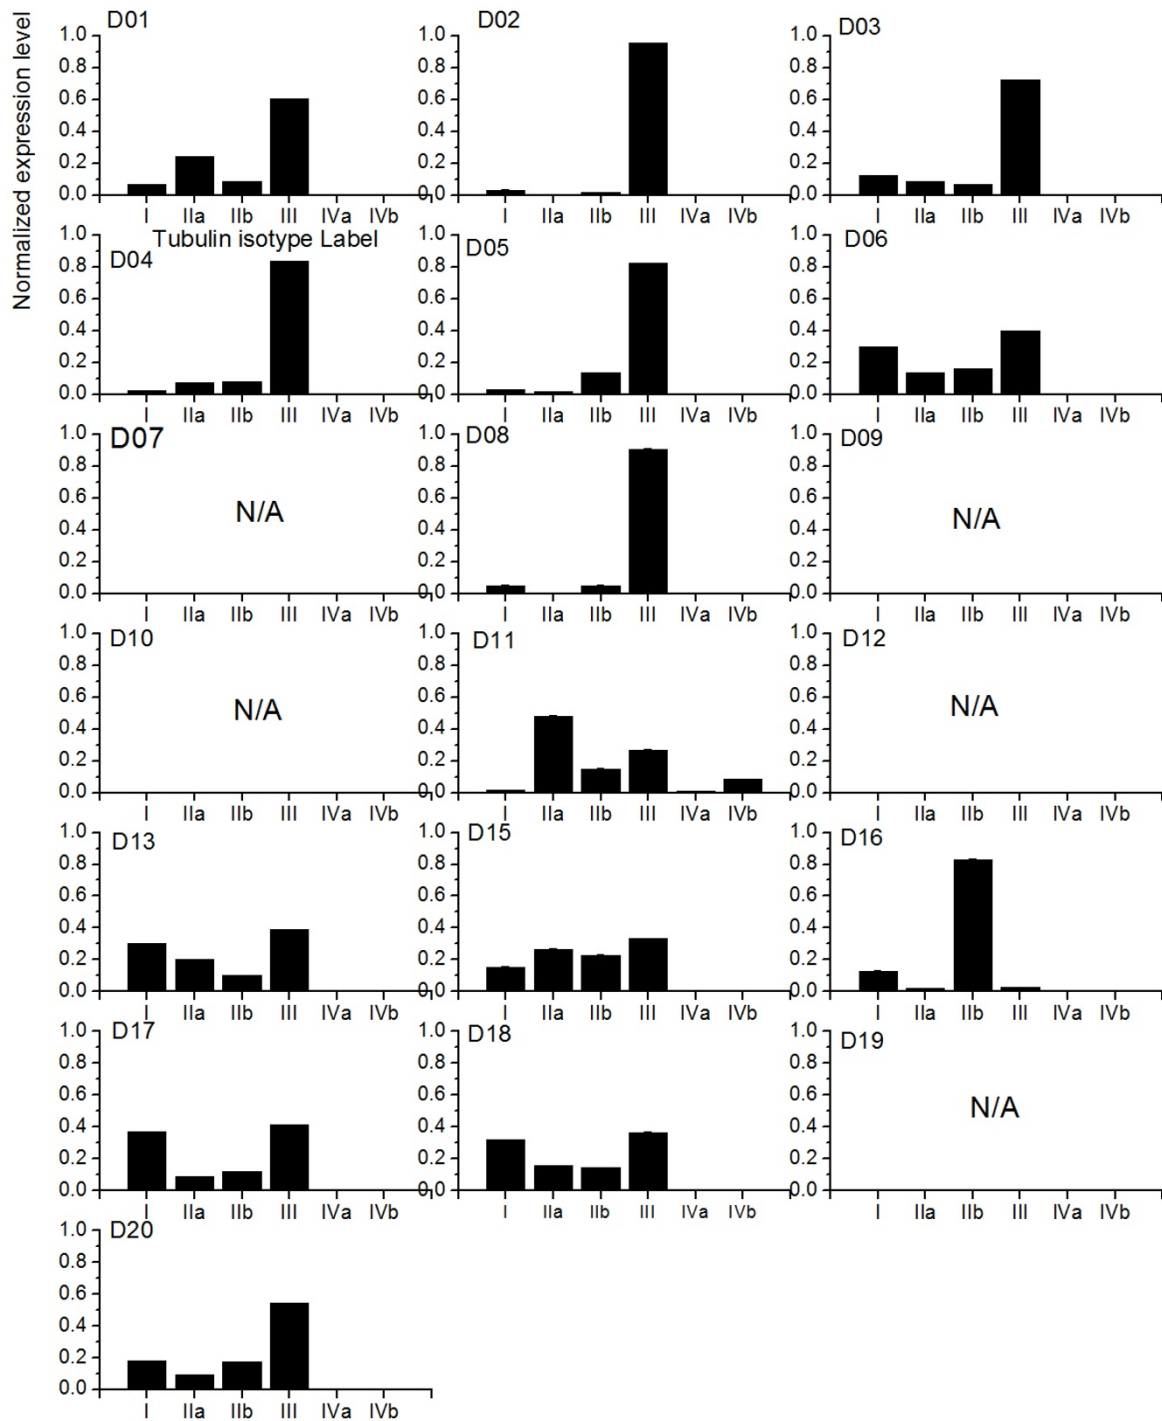 Normalized expression level
D01
1.0
0.8
0.6
0.4
0.2
0.0
I IIa IIb III IVa IVb
Tubulin isotype Label
D02
1.0
0.8
0.6
0.4
0.2
0.0
I IIa IIb III IVa IVb
D03
1.0
0.8
0.6
0.4
0.2
0.0
I IIa IIb III IVa IVb
D04
1.0
0.8
0.6
0.4
0.2
0.0
I IIa IIb III IVa IVb
D05
1.0
0.8
0.6
0.4
0.2
0.0
I IIa IIb III IVa IVb
D06
1.0
0.8
0.6
0.4
0.2
0.0
I IIa IIb III IVa IVb
D07
1.0
0.8
0.6
0.4
0.2
0.0
N/A
I IIa IIb III IVa IVb
D08
1.0
0.8
0.6
0.4
0.2
0.0
I IIa IIb III IVa IVb
D09
1.0
0.8
0.6
0.4
0.2
0.0
N/A
I IIa IIb III IVa IVb
D10
1.0
0.8
0.6
0.4
0.2
0.0
N/A
I IIa IIb III IVa IVb
D11
1.0
0.8
0.6
0.4
0.2
0.0
I IIa IIb III IVa IVb
D12
1.0
0.8
0.6
0.4
0.2
0.0
N/A
I IIa IIb III IVa IVb
D13
1.0
0.8
0.6
0.4
0.2
0.0
I IIa IIb III IVa IVb
D15
1.0
0.8
0.6
0.4
0.2
0.0
I IIa IIb III IVa IVb
D16
1.0
0.8
0.6
0.4
0.2
0.0
I IIa IIb III IVa IVb
D17
1.0
0.8
0.6
0.4
0.2
0.0
I IIa IIb III IVa IVb
D18
1.0
0.8
0.6
0.4
0.2
0.0
I IIa IIb III IVa IVb
D19
1.0
0.8
0.6
0.4
0.2
0.0
N/A
I IIa IIb III IVa IVb
D20
1.0
0.8
0.6
0.4
0.2
0.0
I IIa IIb III IVa IVb